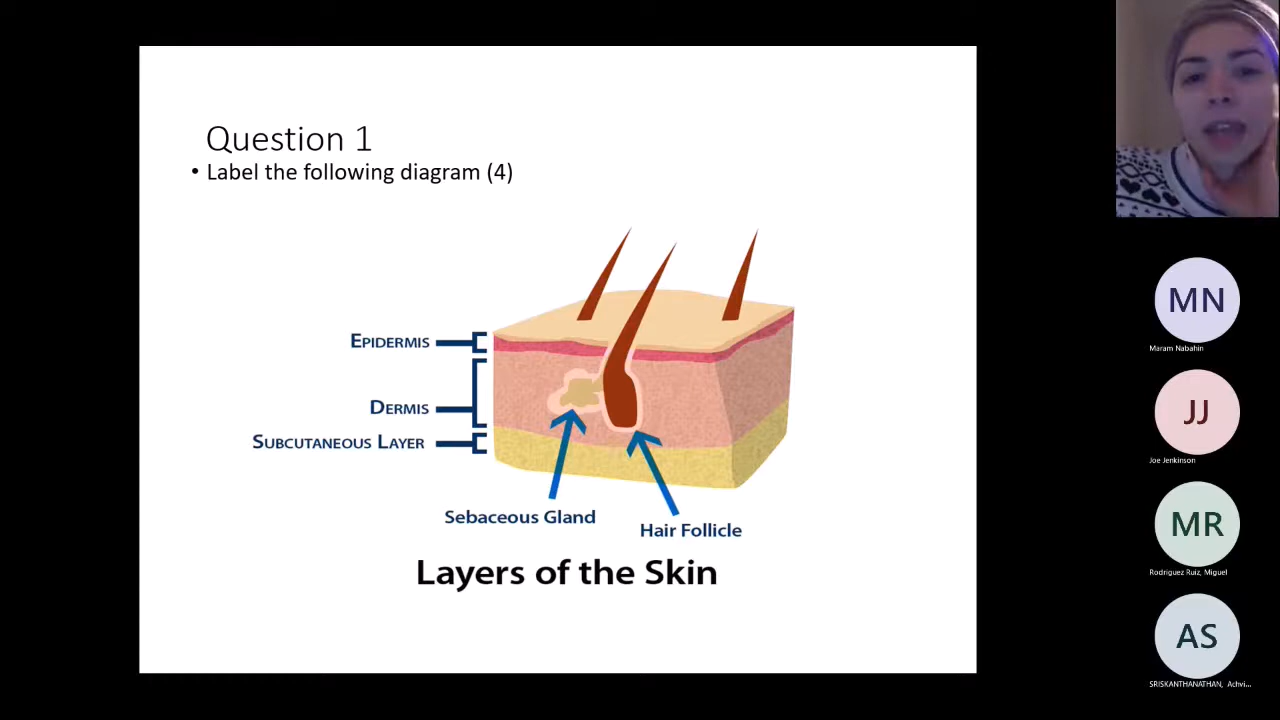 Question 1
• Label the following diagram (4)
EPIDERMIS
DERMIS
SUBCUTANEOUS LAYER
Sebaceous Gland
Hair Follicle
Layers of the Skin
MN
Maram Nabahin
JJ
Joe Jenkinson
MR
Rodriguez Ruiz, Miguel
AS
SRISKANTHANATHAN, Achvi...